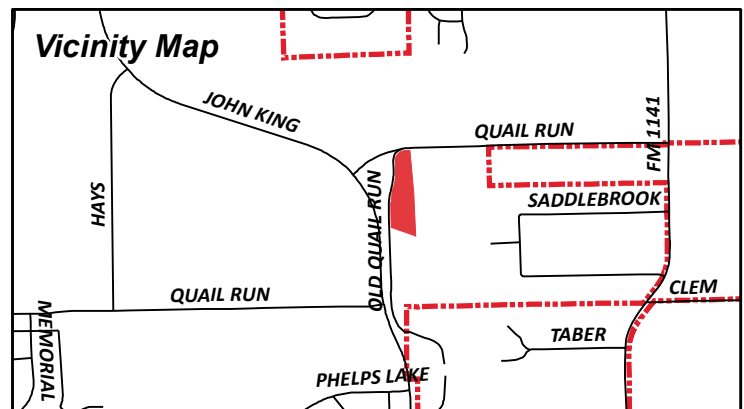 Vicinity Map
JOHN KING
QUAIL RUN
FM 1141
HAYS
OLD QUAIL RUN
SADDLEBROOK
QUAIL RUN
CLEM
MEMORIAL
TABER
PHELPS LAKE